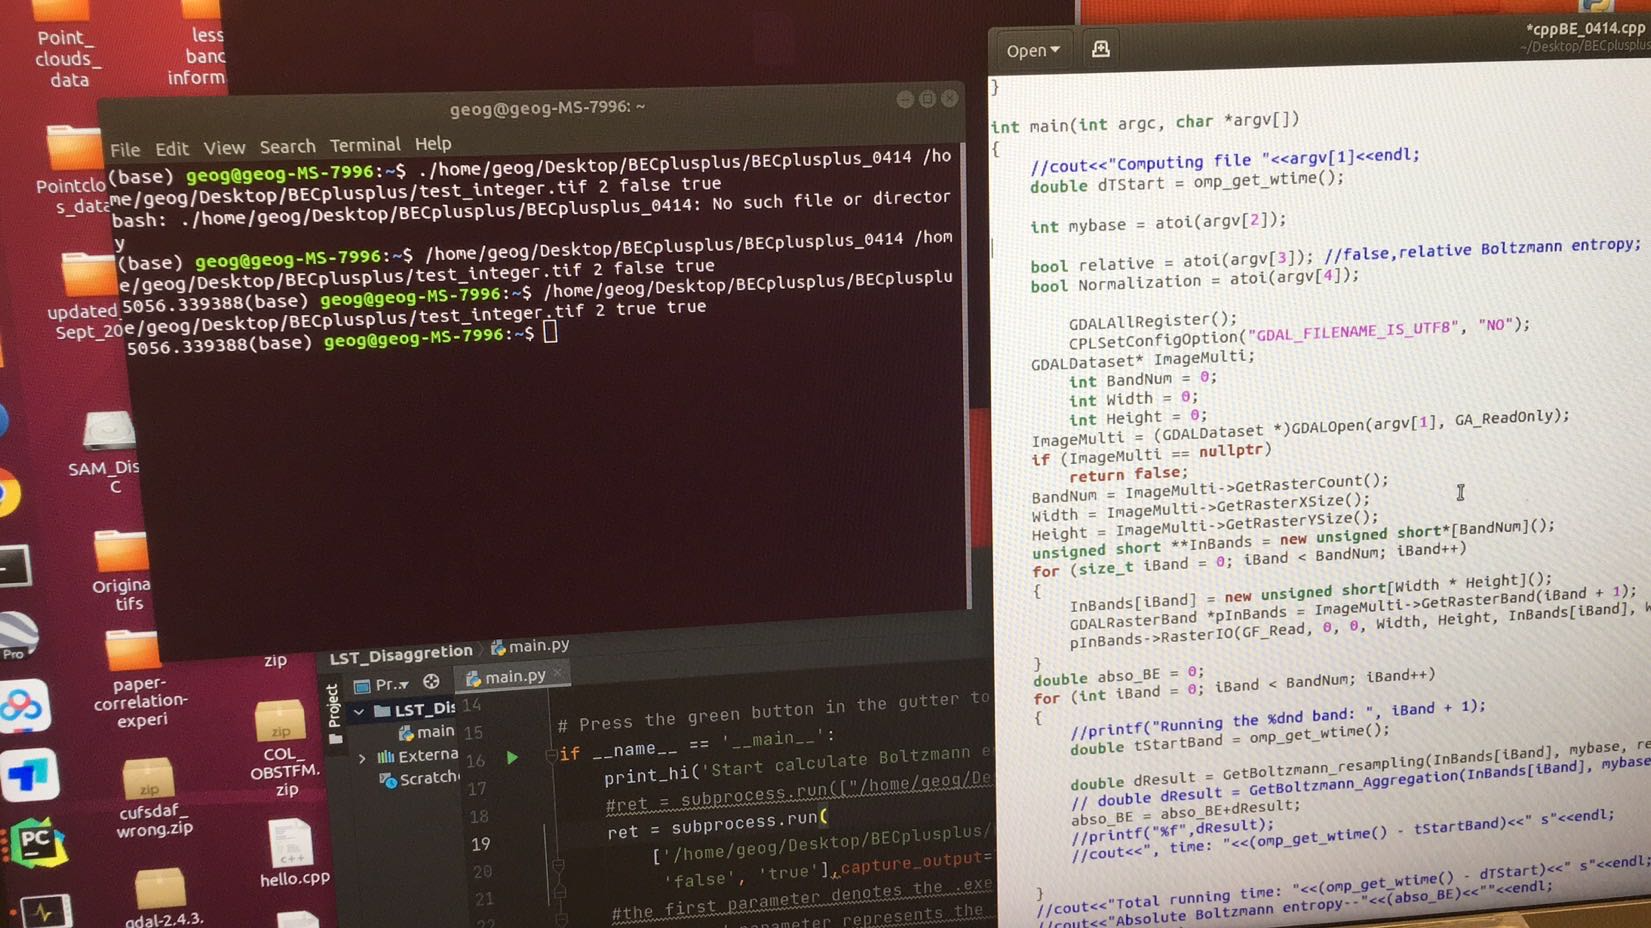 Point_
clouds_
data
less
banc
inform
Pointclo
s_data
updated_
Sept_20
SAM_Dis
C
Origina
tifs
paper-
correlation-
experi
zip
COL_
OBSTFM.
zip
zip
cufsdaf_
wrong.zip
zip
hello.cpp
gdal-2.4.3.
Pro
PC
geog@geog-MS-7996: ~
File Edit View Search Terminal Help
(base) geog@geog-MS-7996:~$ ./home/geog/Desktop/BECplusplus/BECplusplus_0414 /ho
me/geog/Desktop/BECplusplus/test_integer.tif 2 false true
bash: ./home/geog/Desktop/BECplusplus/BECplusplus_0414: No such file or director
y
(base) geog@geog-MS-7996:~$ /home/geog/Desktop/BECplusplus/BECplusplus_0414 /hom
e/geog/Desktop/BECplusplus/test_integer.tif 2 false true
5056.339388(base) geog@geog-MS-7996:~$ /home/geog/Desktop/BECplusplus/BECplusplu
e/geog/Desktop/BECplusplus/test_integer.tif 2 true true
5056.339388(base) geog@geog-MS-7996:~$
LST_Disaggretion main.py
Project
Pr..
main.py
LST_Dis
main
Externa
Scratch
14
15 # Press the green button in the gutter to
16 if __name__ == '__main__':
17 print_hi('Start calculate Boltzmann e
18 #ret = subprocess.run(["/home/geog/De
19 ret = subprocess.run(
20 ['/home/geog/Desktop/BECplusplus/
21 'false', 'true'],capture_output=
#the first parameter denotes the .exe
parameter represents the
Open
*cppBE_0414.cpp
~/Desktop/BECplusplus
}
int main(int argc, char *argv[])
{
//cout<<"Computing file "<<argv[1]<<endl;
double dTStart = omp_get_wtime();
int mybase = atoi(argv[2]);
bool relative = atoi(argv[3]); //false,relative Boltzmann entropy;
bool Normalization = atoi(argv[4]);
GDALAllRegister();
CPLSetConfigOption("GDAL_FILENAME_IS_UTF8", "NO");
GDALDataset* ImageMulti;
int BandNum = 0;
int Width = 0;
int Height = 0;
ImageMulti = (GDALDataset *)GDALOpen(argv[1], GA_ReadOnly);
if (ImageMulti == nullptr)
return false;
BandNum = ImageMulti->GetRasterCount();
Width = ImageMulti->GetRasterXSize();
Height = ImageMulti->GetRasterYSize();
unsigned short **InBands = new unsigned short*[BandNum]();
for (size_t iBand = 0; iBand < BandNum; iBand++)
{
InBands[iBand] = new unsigned short[Width * Height]();
GDALRasterBand *pInBands = ImageMulti->GetRasterBand(iBand + 1);
pInBands->RasterIO(GF_Read, 0, 0, Width, Height, InBands[iBand], W
}
double abso_BE = 0;
for (int iBand = 0; iBand < BandNum; iBand++)
{
//printf("Running the %dnd band: ", iBand + 1);
double tStartBand = omp_get_wtime();
double dResult = GetBoltzmann_resampling(InBands[iBand], mybase, re
// double dResult = GetBoltzmann_Aggregation(InBands[iBand], mybase
abso_BE = abso_BE+dResult;
//printf("%f",dResult);
//cout<<", time: "<<(omp_get_wtime() - tStartBand)<<" s"<<endl;
}
//cout<<"Total running time: "<<(omp_get_wtime() - dTStart)<<" s"<<endl;
//cout<<"Absolute Boltzmann entropy--"<<(abso_BE)<<""<<endl;